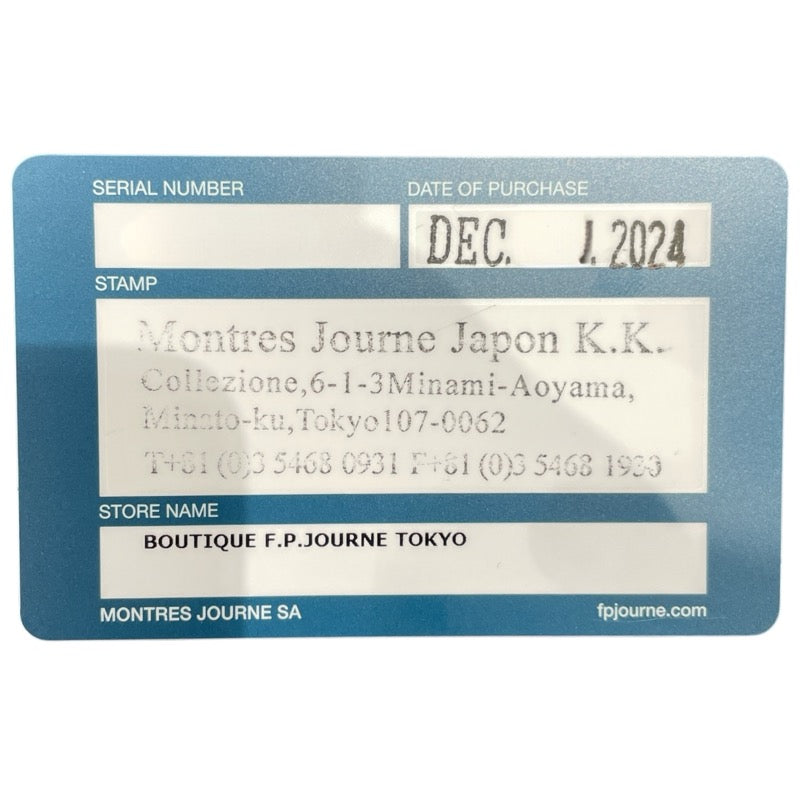 SERIAL NUMBER
DATE OF PURCHASE
DEC. 1. 2024
STAMP
Montres Journe Japon K.K.
Collezione,6-1-3Minami-Aoyama,
Minato-ku,Tokyo107-0062
T+81 (0)3 5468 0931 F+81 (0)3 5468 1930
STORE NAME
BOUTIQUE F.P.JOURNE TOKYO
MONTRES JOURNE SA
fpjourne.com